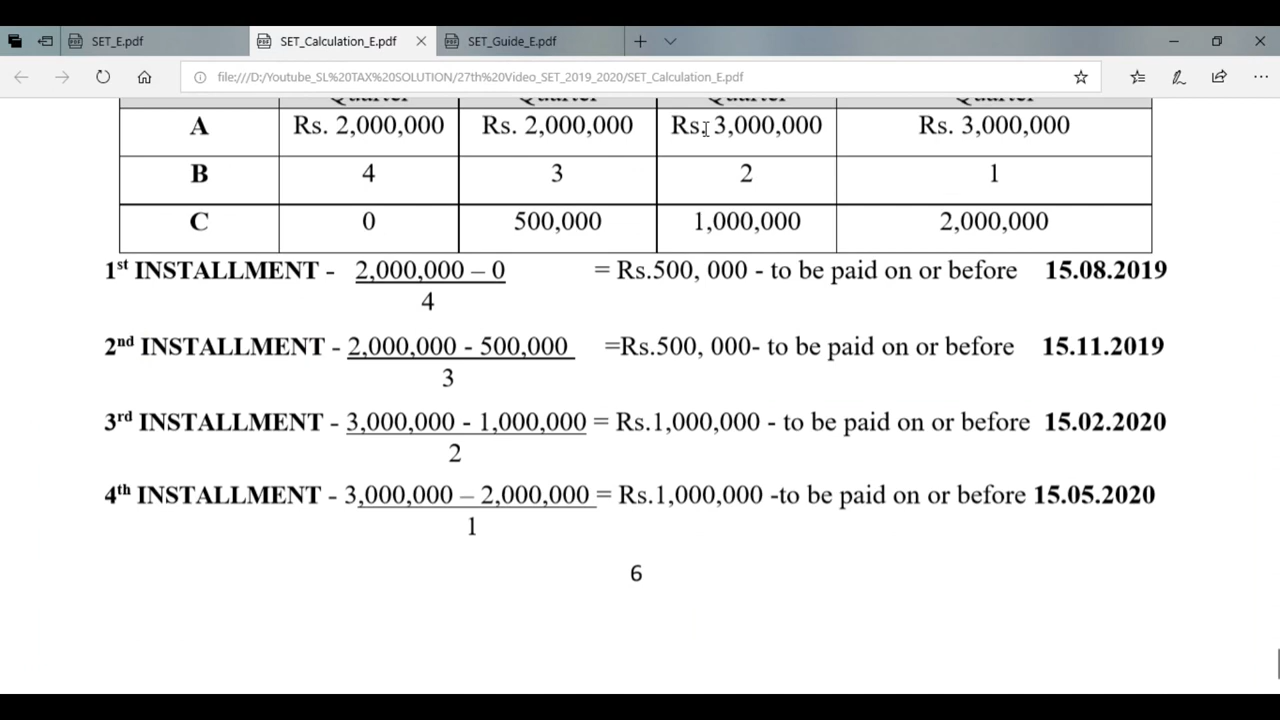 SET_E.pdf SET_Calculation_E.pdf SET_Guide_E.pdf
file:///D:/Youtube_SL%20TAX%20SOLUTION/27th%20Video_SET_2019_2020/SET_Calculation_E.pdf
Quarter Quarter Quarter Quarter
A Rs. 2,000,000 Rs. 2,000,000 Rs. 3,000,000 Rs. 3,000,000
B 4 3 2 1
C 0 500,000 1,000,000 2,000,000
1st INSTALLMENT - 2,000,000 – 0 = Rs.500, 000 - to be paid on or before 15.08.2019
4
2nd INSTALLMENT - 2,000,000 - 500,000 =Rs.500, 000- to be paid on or before 15.11.2019
3
3rd INSTALLMENT - 3,000,000 - 1,000,000 = Rs.1,000,000 - to be paid on or before 15.02.2020
2
4th INSTALLMENT - 3,000,000 – 2,000,000 = Rs.1,000,000 -to be paid on or before 15.05.2020
1
6